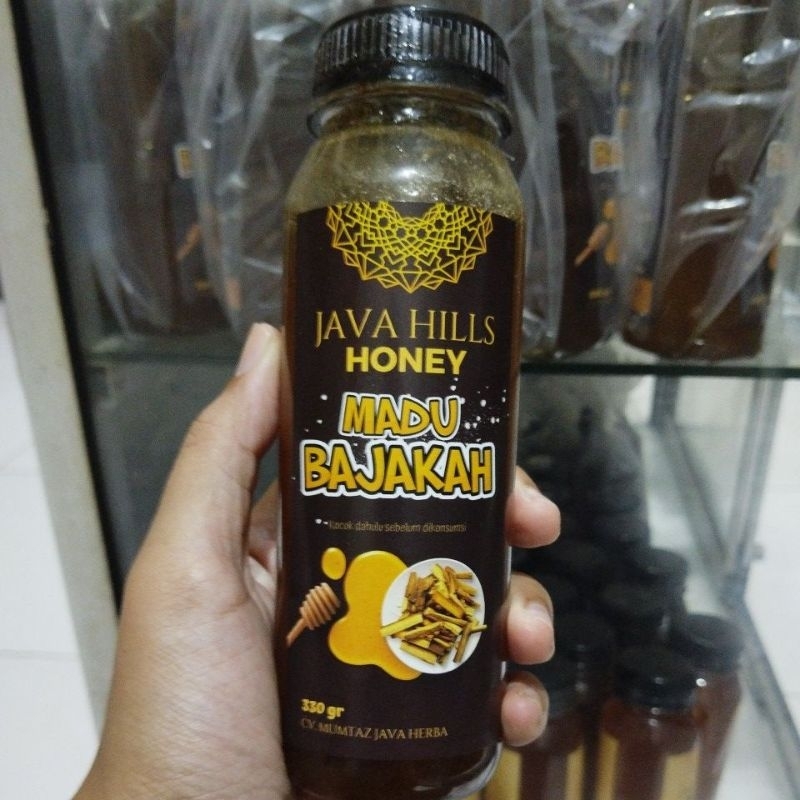 JAVA HILLS
HONEY
MADU
BAJAKAH
Kocok dahulu sebelum dikonsumsi
330 gr
CV. MUMTAZ JAVA HERBA